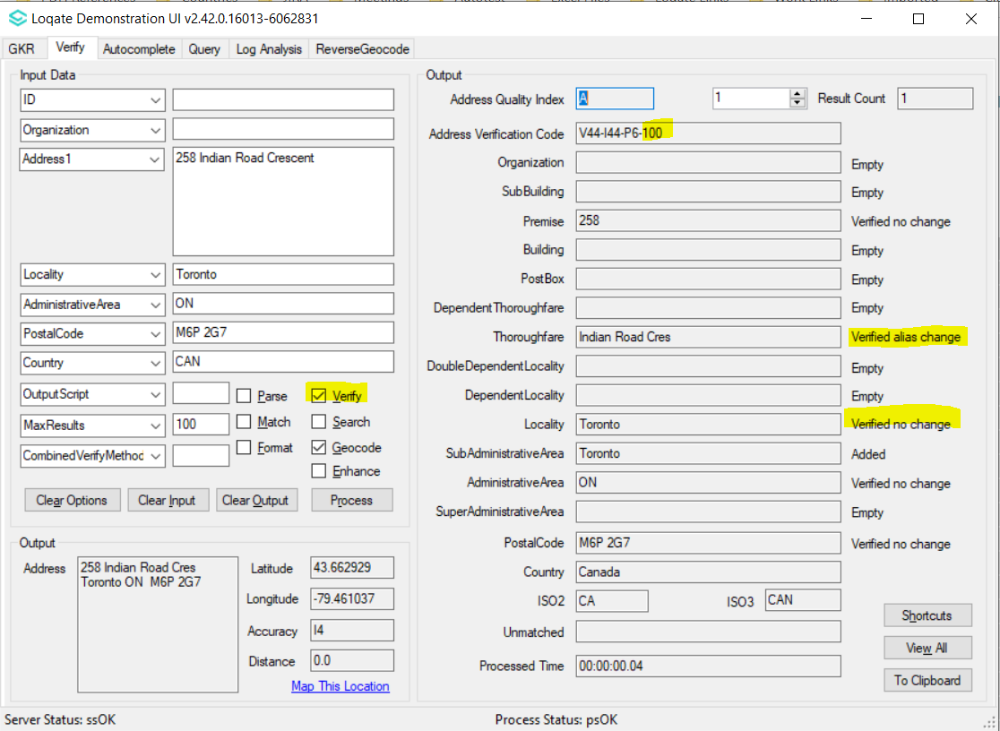 Loqate Demonstration UI v2.42.0.16013-6062831
GKR Verify Autocomplete Query Log Analysis ReverseGeocode
Input Data
ID
Organization
Address1 258 Indian Road Crescent
Locality Toronto
AdministrativeArea ON
PostalCode M6P 2G7
Country CAN
OutputScript Parse Verify
MaxResults 100 Match Search
CombinedVerifyMethod Format Geocode
Enhance
Clear Options Clear Input Clear Output Process
Output
Address 258 Indian Road Cres
Toronto ON M6P 2G7
Latitude 43.662929
Longitude -79.461037
Accuracy I4
Distance 0.0
Map This Location
Output
Address Quality Index A 1 Result Count 1
Address Verification Code V44-I44-P6-100
Organization Empty
SubBuilding Empty
Premise 258 Verified no change
Building Empty
PostBox Empty
DependentThoroughfare Empty
Thoroughfare Indian Road Cres Verified alias change
DoubleDependentLocality Empty
DependentLocality Empty
Locality Toronto Verified no change
SubAdministrativeArea Toronto Added
AdministrativeArea ON Verified no change
SuperAdministrativeArea Empty
PostalCode M6P 2G7 Verified no change
Country Canada
ISO2 CA ISO3 CAN
Unmatched
Processed Time 00:00:00.04
Shortcuts
View All
To Clipboard
Server Status: ssOK Process Status: psOK